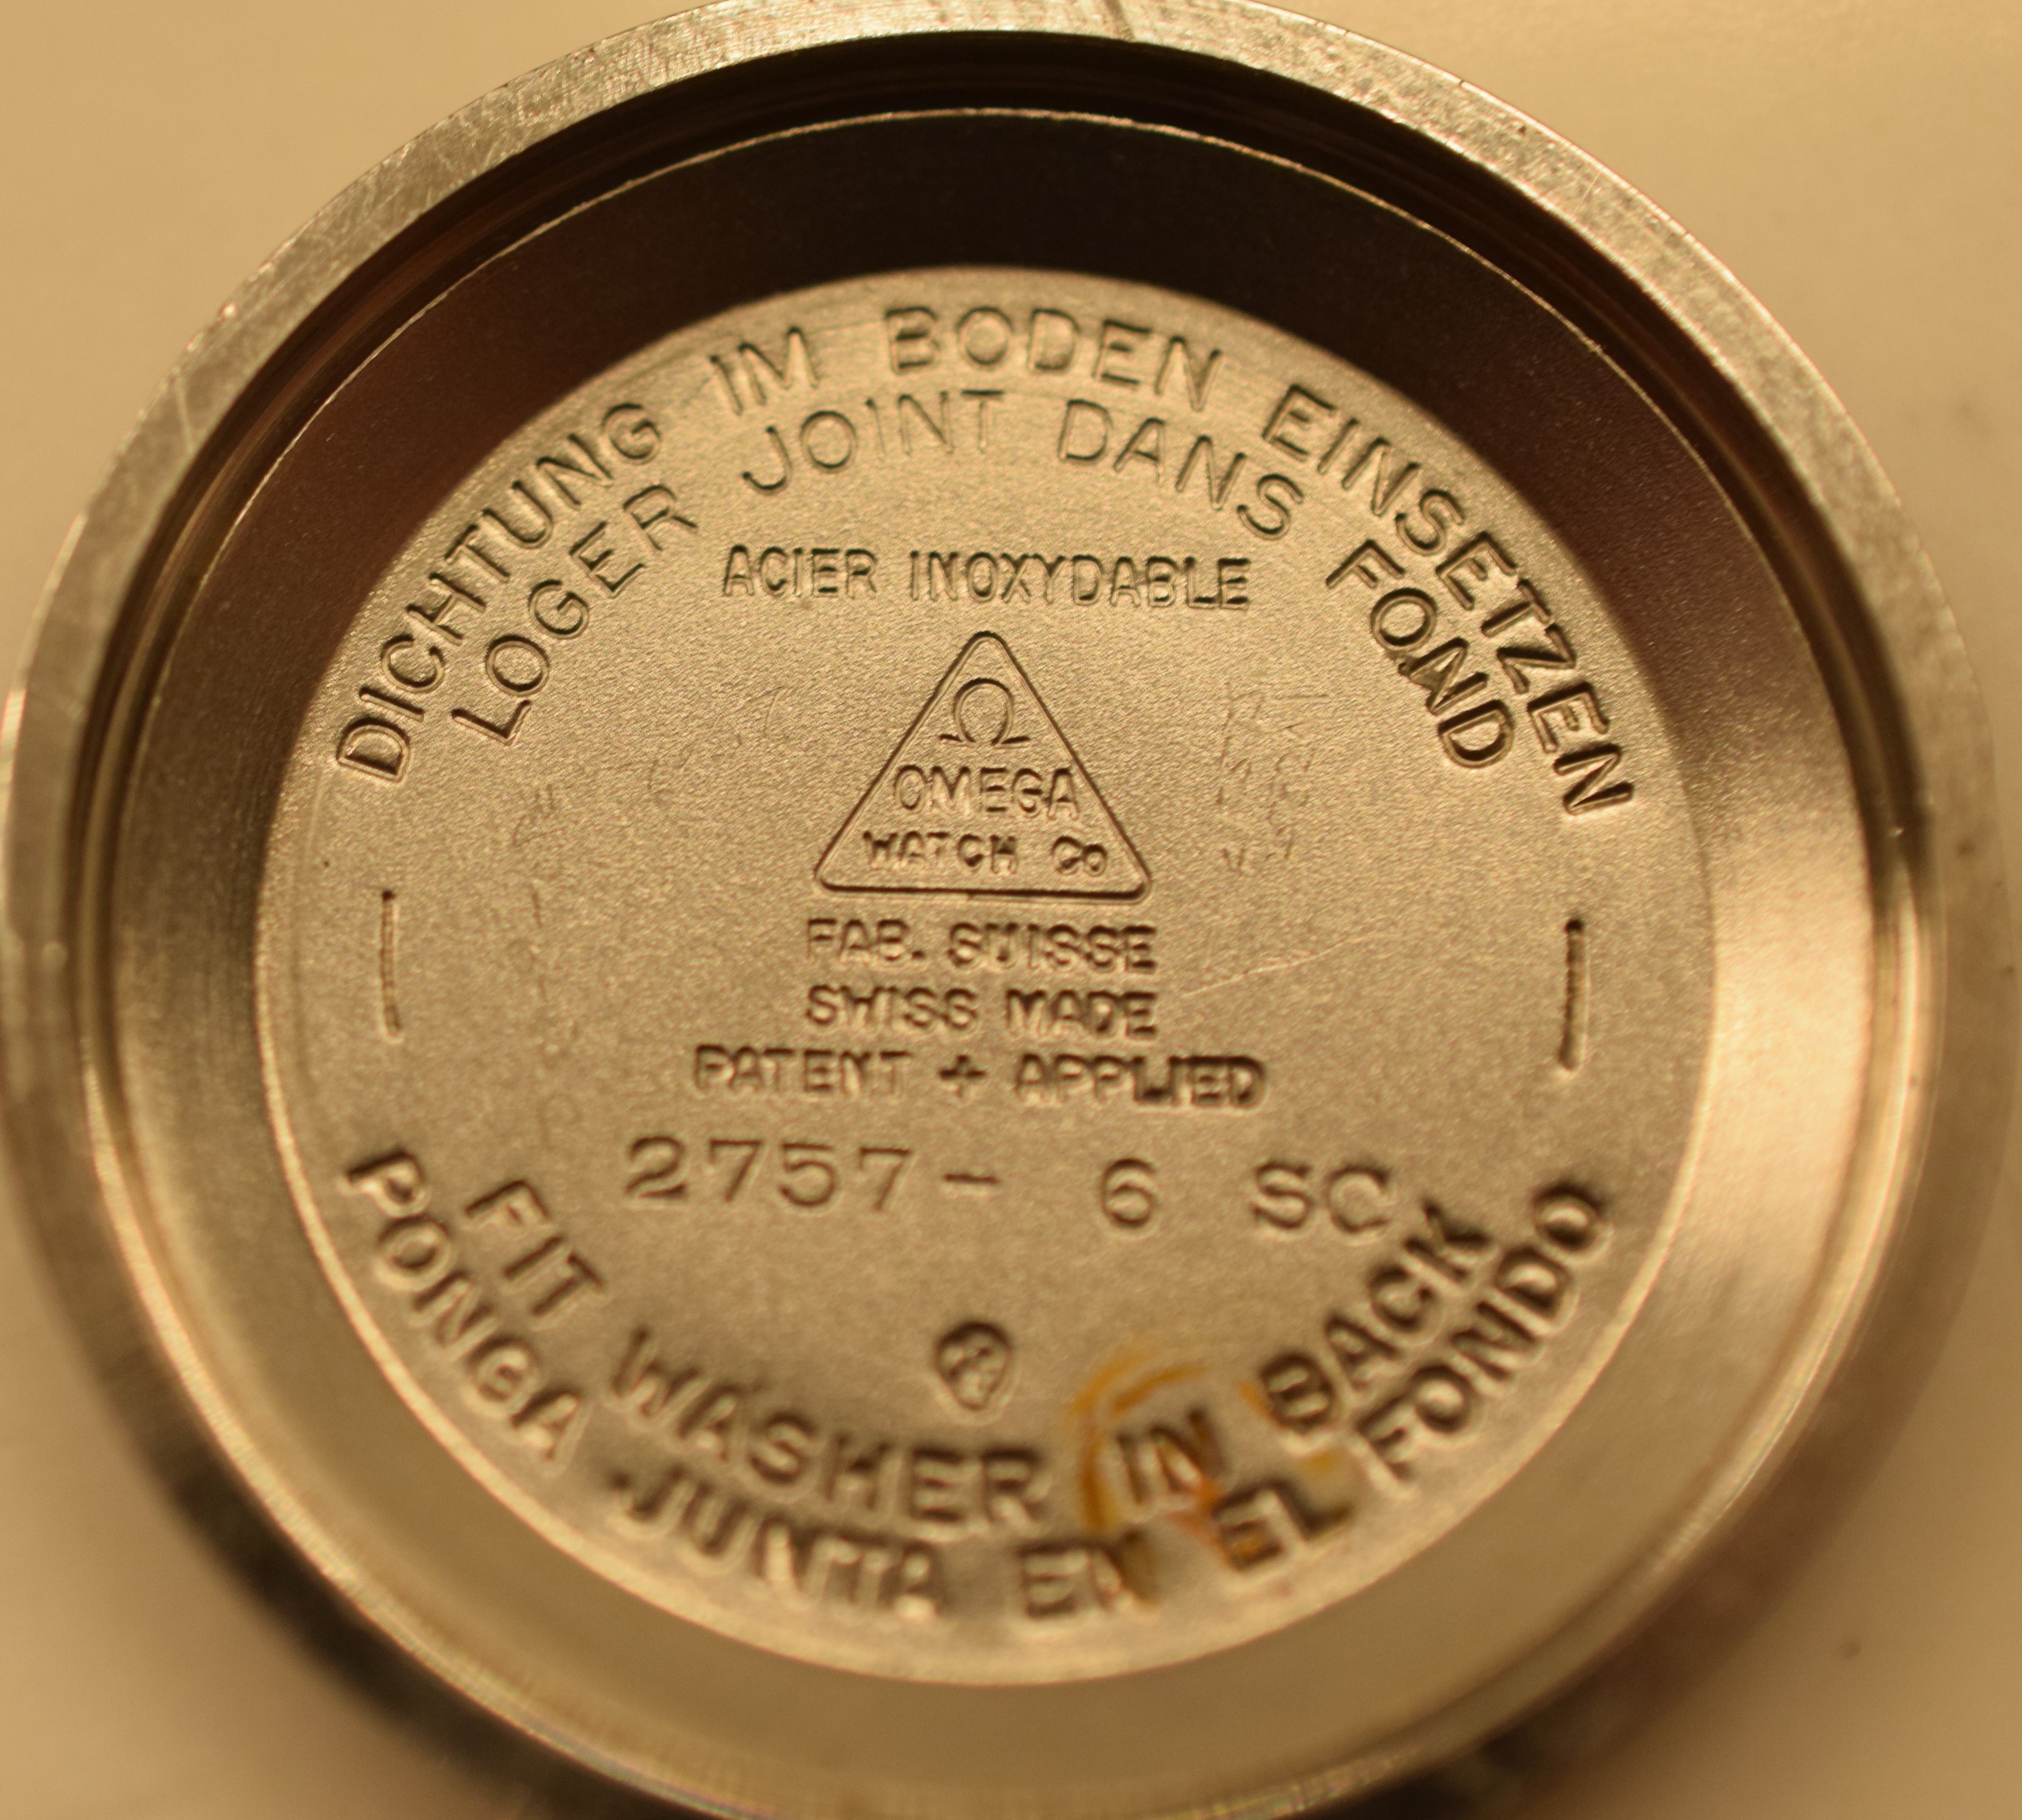 DICHTUNG IM BODEN EINSETZEN
LOGER JOINT DANS FOND
ACIER INOXYDABLE
Ω
OMEGA
WATCH Co
FAB. SUISSE
SWISS MADE
PATENT + APPLIED
2757- 6 SC
FIT WASHER IN BACK
PONGA JUNTA EN EL FONDO